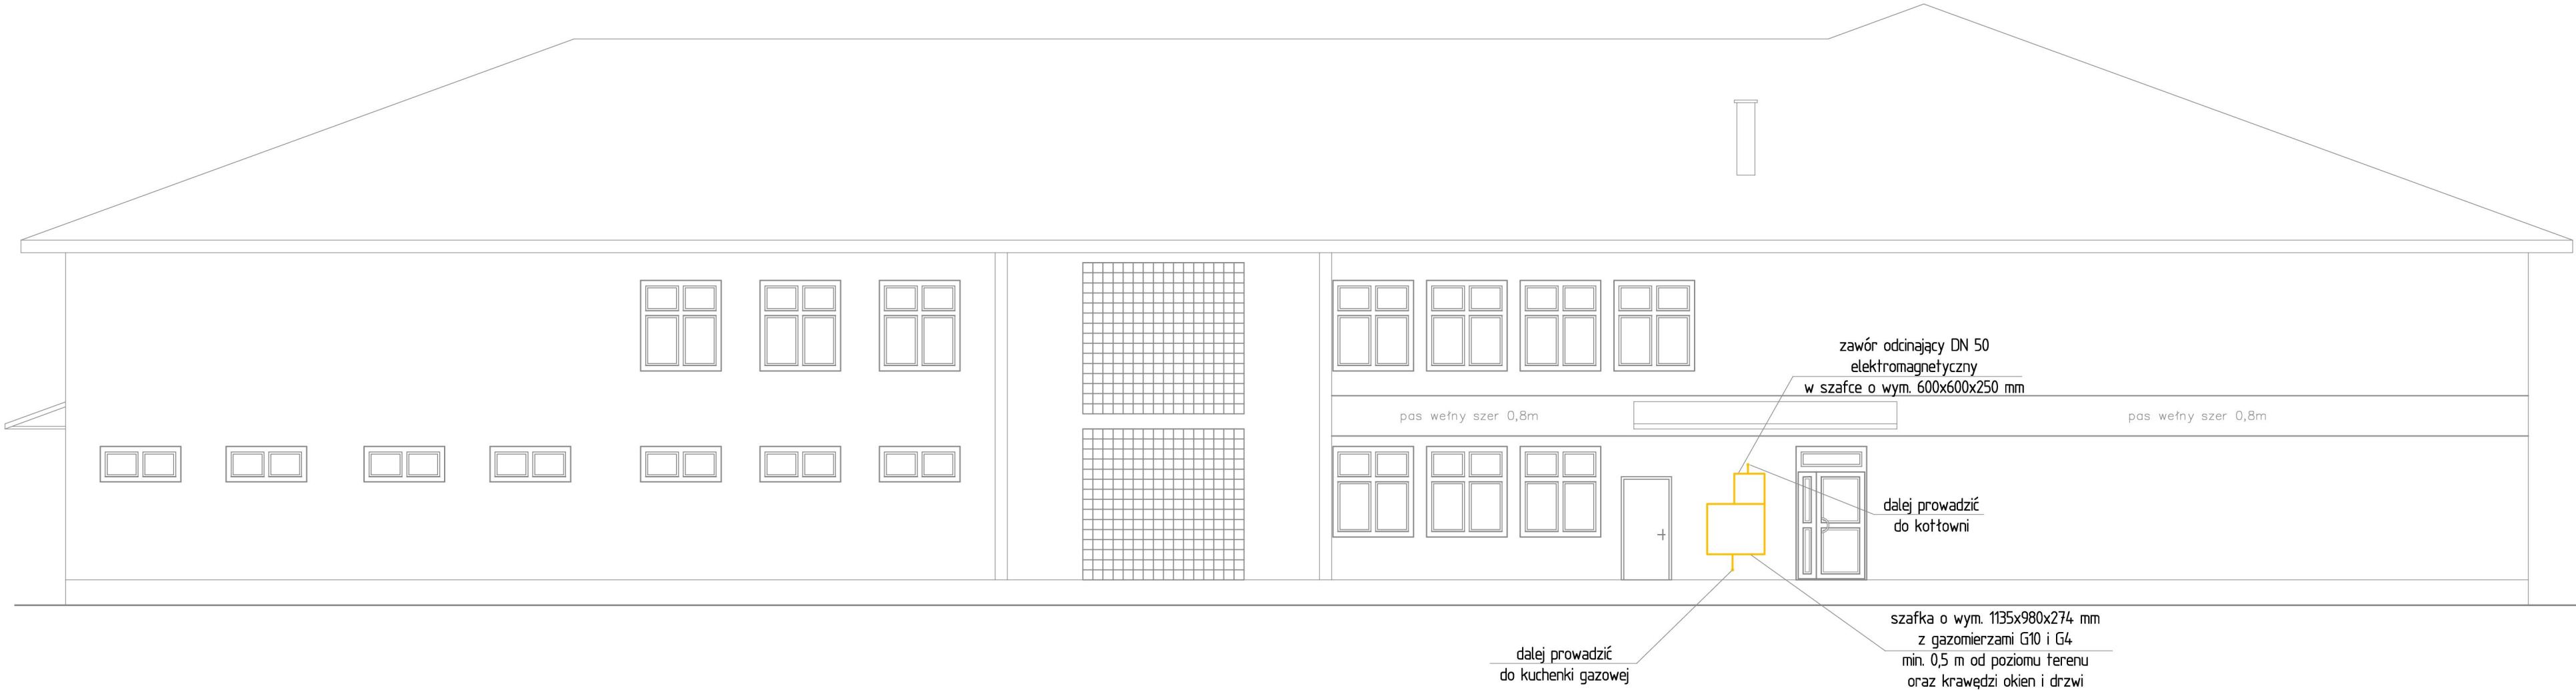 zawór odcinający DN 50
elektromagnetyczny
w szafce o wym. 600x600x250 mm
pas wełny szer 0,8m
pas wełny szer 0,8m
dalej prowadzić
do kotłowni
szafka o wym. 1135x980x274 mm
z gazomierzami G10 i G4
min. 0,5 m od poziomu terenu
oraz krawędzi okien i drzwi
dalej prowadzić
do kuchenki gazowej